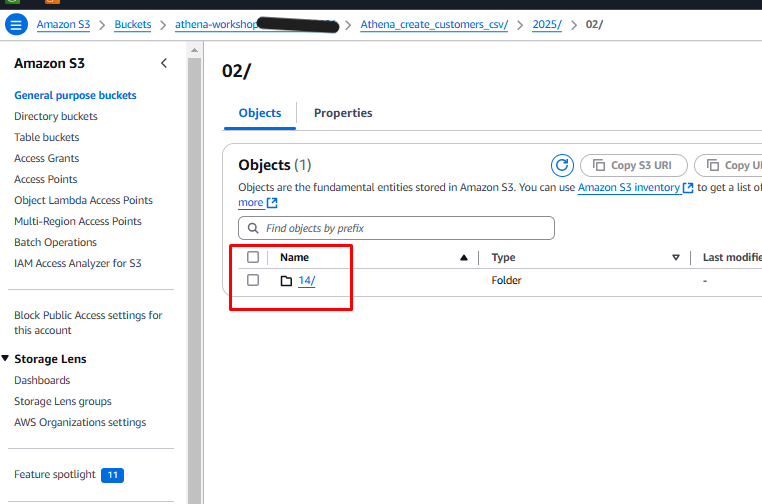 Amazon S3 > Buckets > athena-workshop > Athena_create_customers_csv/ > 2025/ > 02/
Amazon S3
General purpose buckets
Directory buckets
Table buckets
Access Grants
Access Points
Object Lambda Access Points
Multi-Region Access Points
Batch Operations
IAM Access Analyzer for S3
Block Public Access settings for
this account
Storage Lens
Dashboards
Storage Lens groups
AWS Organizations settings
Feature spotlight 11
02/
Objects Properties
Objects (1)
Copy S3 URI
Copy U
Objects are the fundamental entities stored in Amazon S3. You can use Amazon S3 inventory to get a list of
more
Find objects by prefix
Name Type Last modifie
14/ Folder -